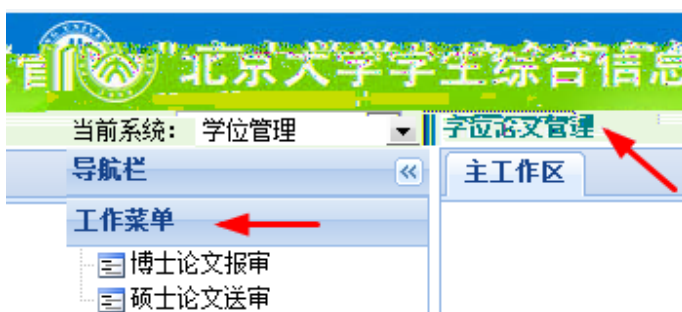 北京大学学生综合信息
当前系统： 学位管理
学位论文管理
导航栏
主工作区
工作菜单
博士论文报审
硕士论文送审